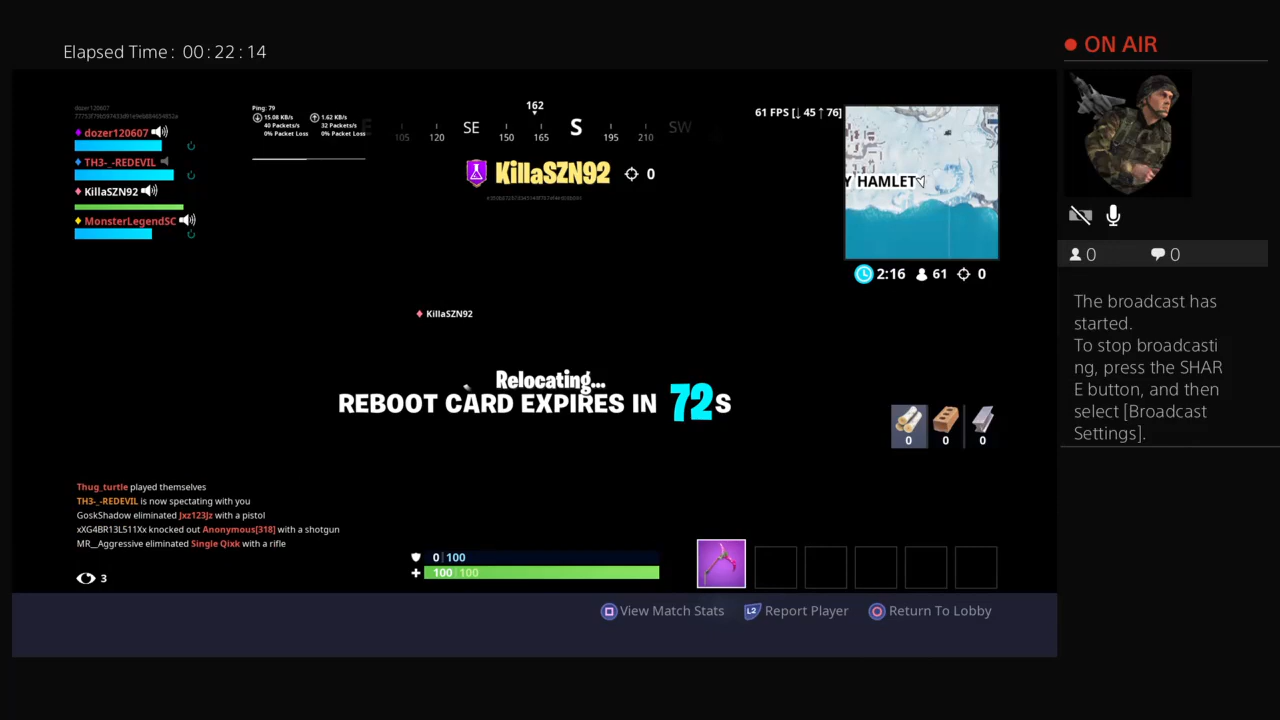 Elapsed Time: 00:22:14
ON AIR
dozer120607
dozer120607
TH3-_-REDEVIL
KillaSZN92
MonsterLegendSC
Ping: 79
15.08 KB/s 1.62 KB/s
40 Packets/s 32 Packets/s
0% Packet Loss 0% Packet Loss
162
E 105 120 SE 150 165 S 195 210 SW
KillaSZN92 0
61 FPS [↓ 45 ↑ 76]
Y HAMLET
2:16 61 0
KillaSZN92
Relocating...
REBOOT CARD EXPIRES IN 72S
0 0 0
Thug_turtle played themselves
TH3-_-REDEVIL is now spectating with you
GoskShadow eliminated Jxz123Jz with a pistol
xXG4BR13L511Xx knocked out Anonymous[318] with a shotgun
MR__Aggressive eliminated Single Qixk with a rifle
3
0|100
100|100
View Match Stats L2 Report Player Return To Lobby
0 0
The broadcast has
started.
To stop broadcasti
ng, press the SHAR
E button, and then
select [Broadcast
Settings].